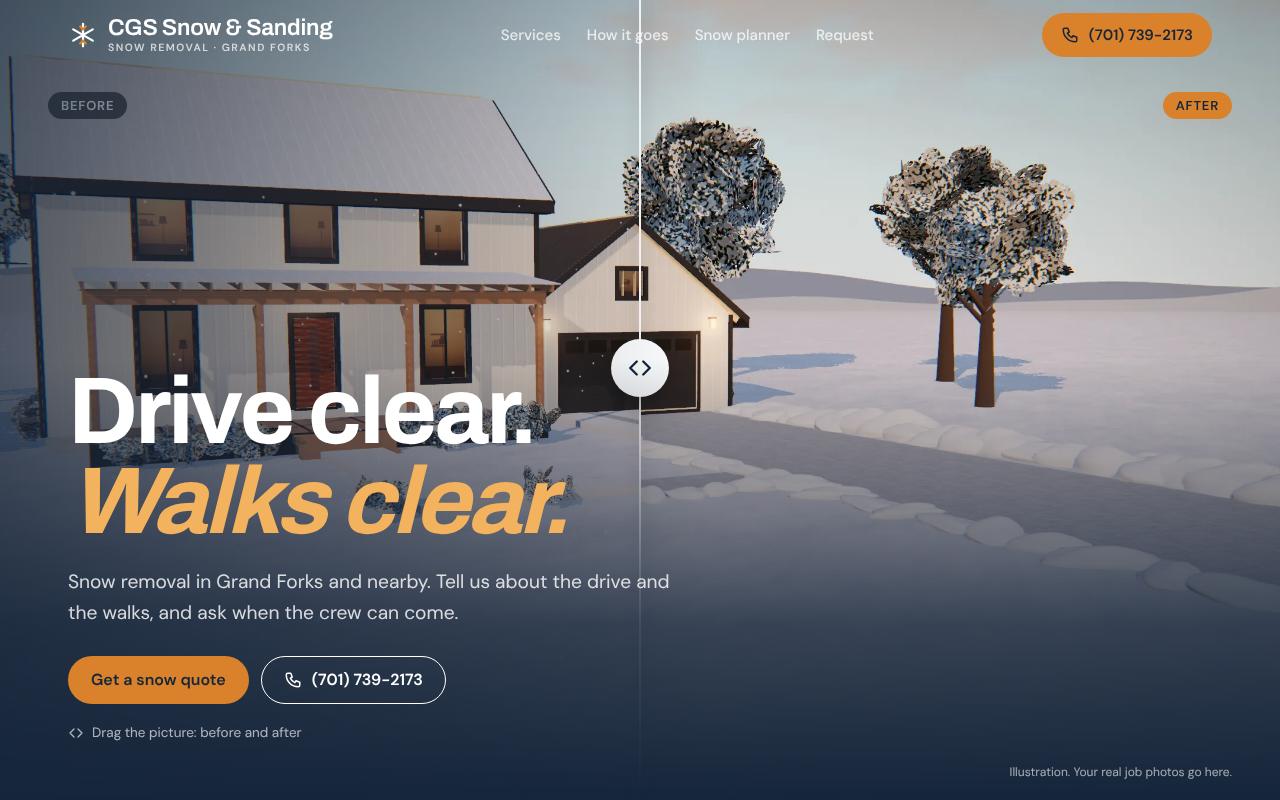 CGS Snow & Sanding
SNOW REMOVAL · GRAND FORKS
Services
How it goes
Snow planner
Request
(701) 739-2173
BEFORE
AFTER
Drive clear.
Walks clear.
Snow removal in Grand Forks and nearby. Tell us about the drive and
the walks, and ask when the crew can come.
Get a snow quote
(701) 739-2173
Drag the picture: before and after
Illustration. Your real job photos go here.